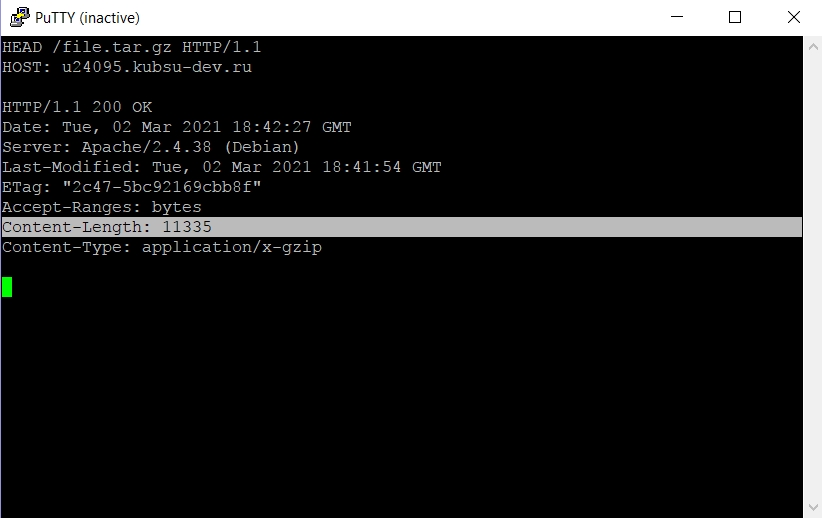 PuTTY (inactive)
HEAD /file.tar.gz HTTP/1.1
HOST: u24095.kubsu-dev.ru
HTTP/1.1 200 OK
Date: Tue, 02 Mar 2021 18:42:27 GMT
Server: Apache/2.4.38 (Debian)
Last-Modified: Tue, 02 Mar 2021 18:41:54 GMT
ETag: "2c47-5bc92169cbb8f"
Accept-Ranges: bytes
Content-Length: 11335
Content-Type: application/x-gzip